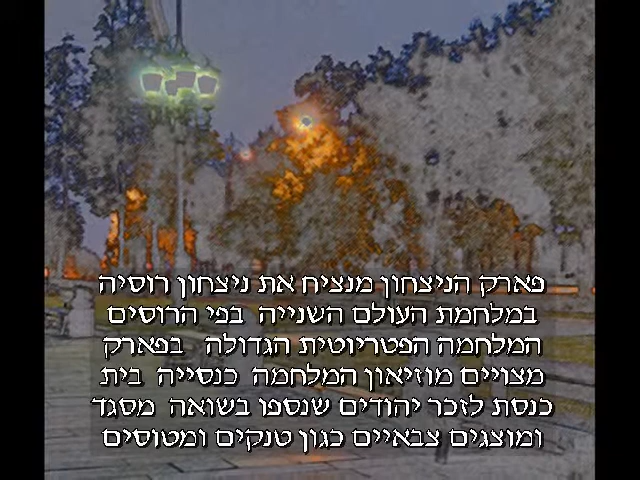 פארק הניצחון מנציח את ניצחון רוסיה
במלחמת העולם השנייה בפי הרוסים
המלחמה הפטריוטית הגדולה בפארק
מצויים מוזיאון המלחמה כנסייה בית
כנסת לזכר יהודים שנספו בשואה מסגד
ומוצגים צבאיים כגון טנקים ומטוסים